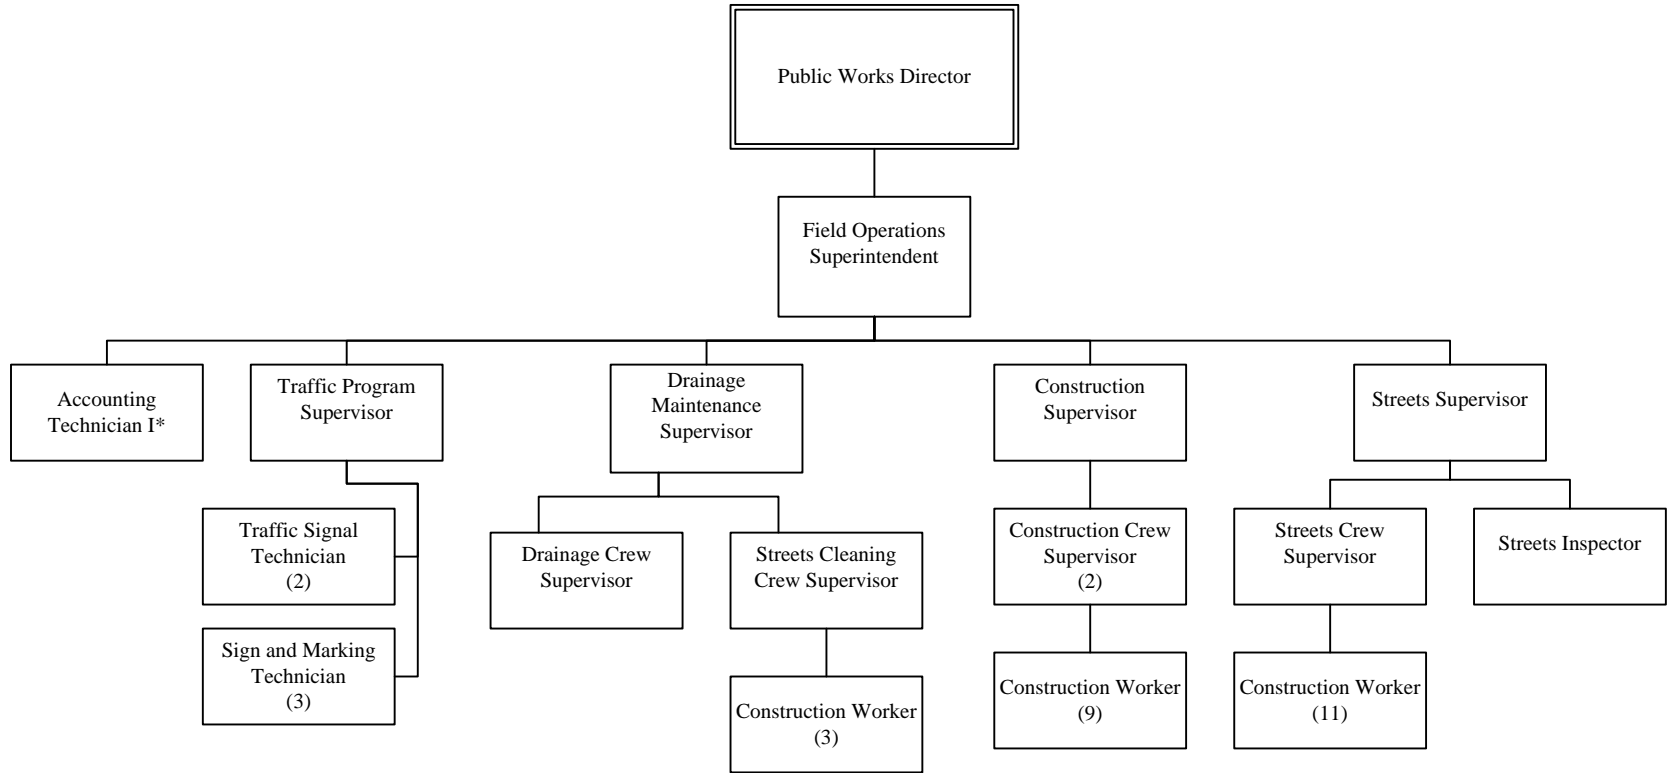 Public Works Director
Field Operations
Superintendent
Accounting
Technician I*
Traffic Program
Supervisor
Drainage
Maintenance
Supervisor
Construction
Supervisor
Streets Supervisor
Traffic Signal
Technician
(2)
Sign and Marking
Technician
(3)
Drainage Crew
Supervisor
Streets Cleaning
Crew Supervisor
Construction Worker
(3)
Construction Crew
Supervisor
(2)
Construction Worker
(9)
Streets Crew
Supervisor
Construction Worker
(11)
Streets Inspector